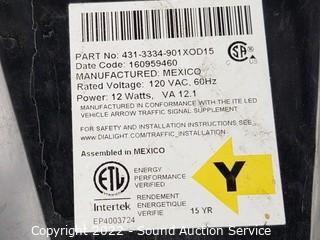 PART No: 431-3334-901XOD15
Date Code: 160959460
MANUFACTURED: MEXICO
Rated Voltage: 120 VAC, 60Hz
Power: 12 Watts, VA 12.1
MANUFACTURED IN CONFORMANCE WITH THE ITE LED
VEHICLE ARROW TRAFFIC SIGNAL SUPPLEMENT
FOR SAFETY AND INSTALLATION INSTRUCSIONS SEE
WWW.DIALIGHT.COM/DIALIGHTINSTALLATION
Assembled in MEXICO
ETL
Intertek
EP4003724
ENERGY
PERFORMANCE
VERIFIED
RENDEMENT
ENERGETIQUE
VERIFIE
15 YR
Y
Copyright 2022 - Sound Auction Service